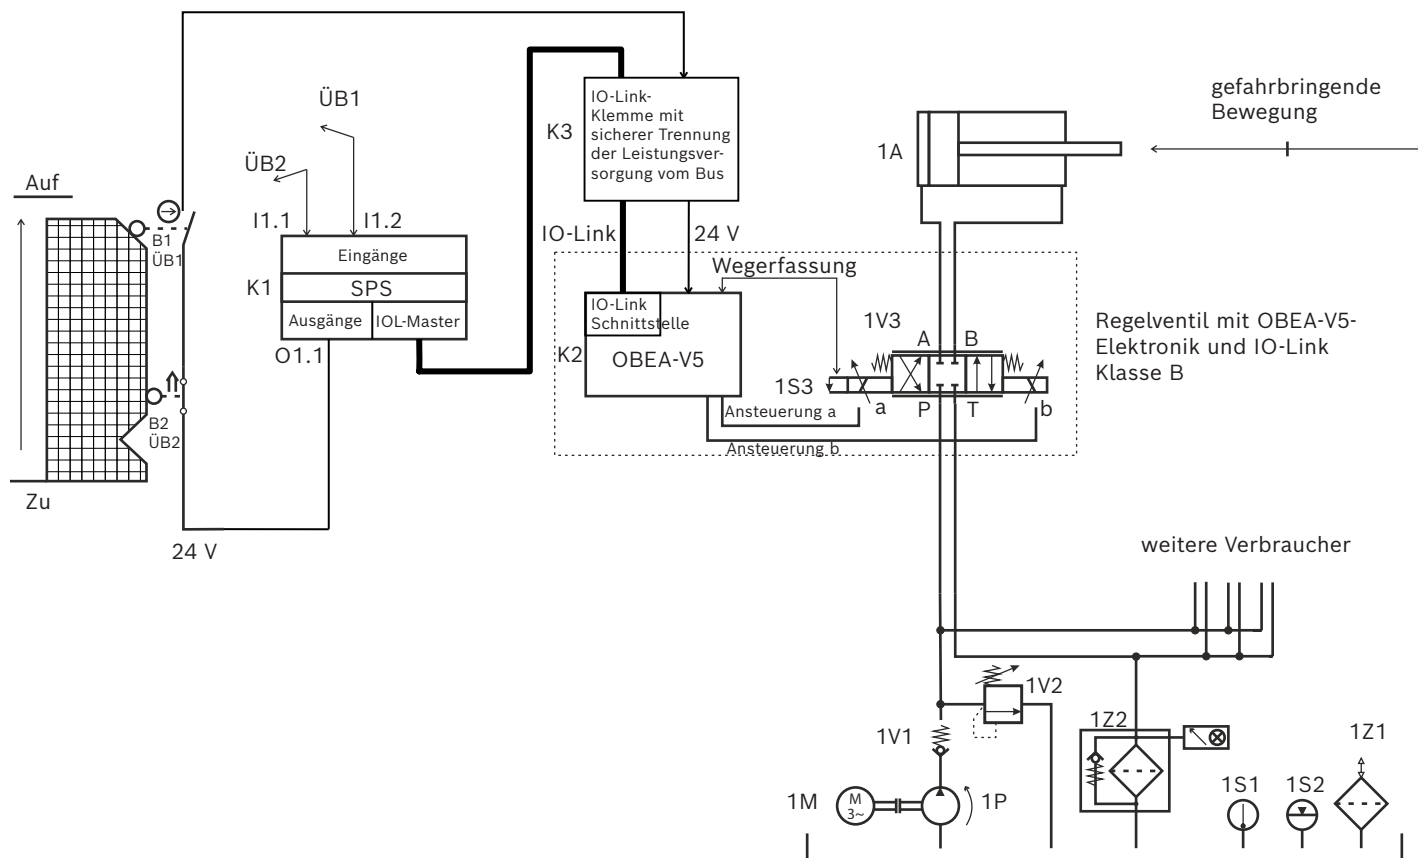 ÜB1
ÜB2
Auf
B1
ÜB1
I1.1
I1.2
K1
Eingänge
SPS
Ausgänge
IOL-Master
O1.1
B2
ÜB2
Zu
24 V
K3
IO-Link-
Klemme mit
sicherer Trennung
der Leistungsver-
sorgung vom Bus
IO-Link
24 V
Wegerfassung
K2
IO-Link
Schnittstelle
OBEA-V5
Ansteuerung a
Ansteuerung b
1S3
1V3
A
B
a
P
T
b
1A
gefahrbringende
Bewegung
Regelventil mit OBEA-V5-
Elektronik und IO-Link
Klasse B
weitere Verbraucher
1V2
1V1
1Z2
1Z1
1M
M
3~
1P
1S1
1S2